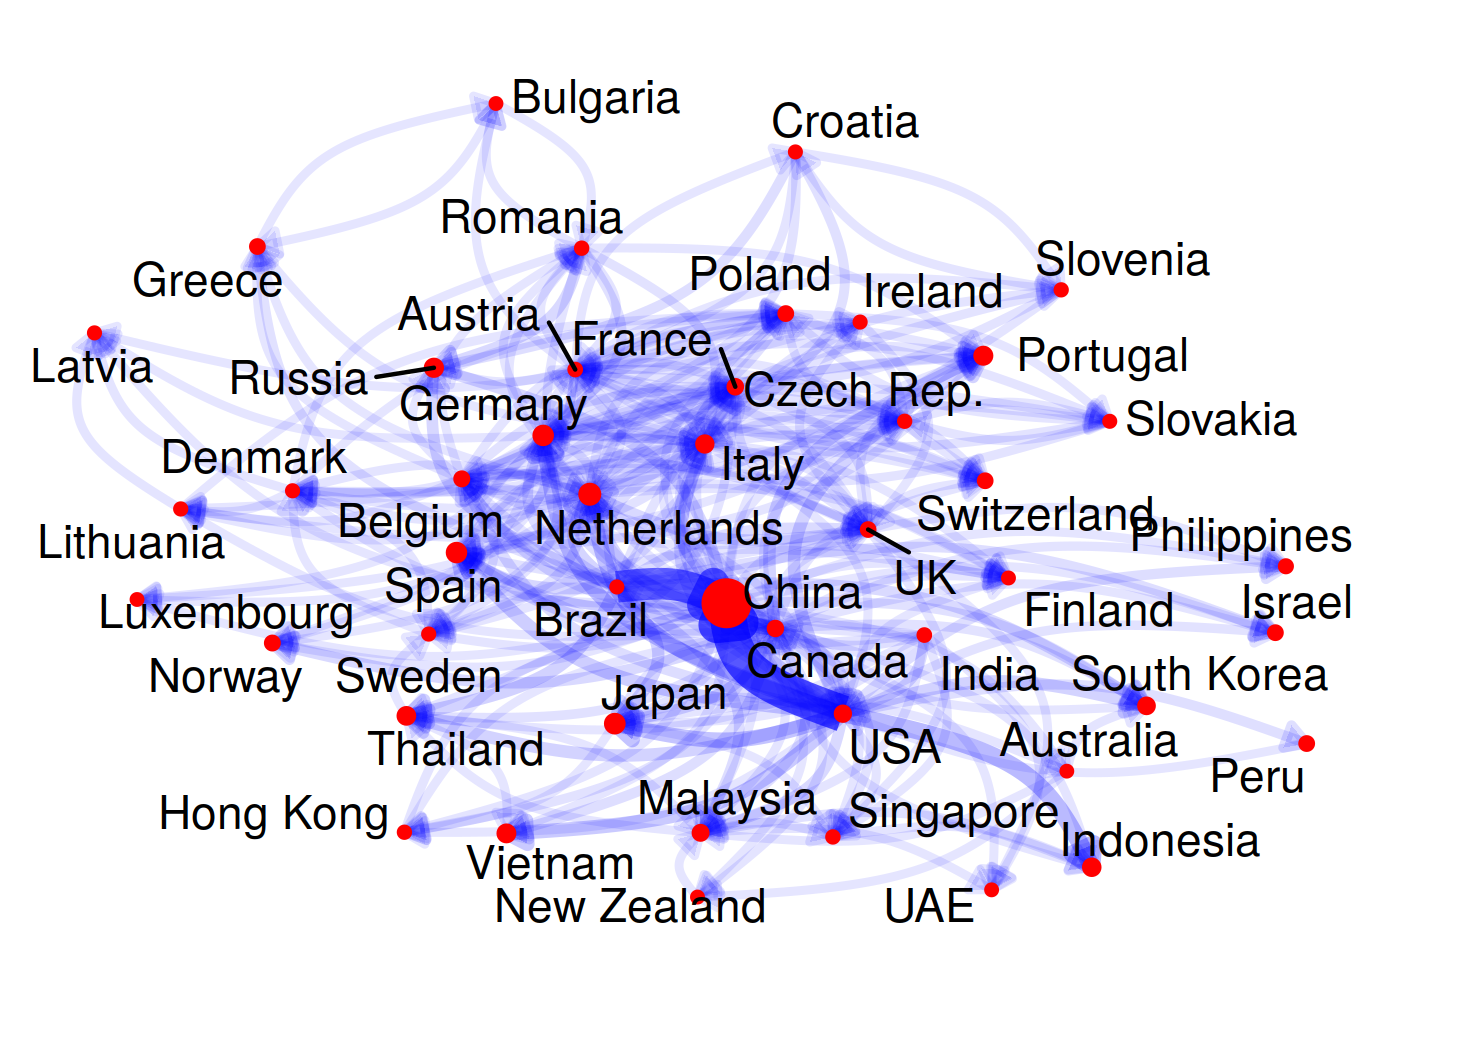 Bulgaria
Croatia
Romania
Slovenia
Greece
Poland
Ireland
Austria
France
Portugal
Latvia
Russia
Germany
Czech Rep.
Slovakia
Denmark
Italy
Lithuania
Belgium
Netherlands
Switzerland
Philippines
Spain
China
UK
Luxembourg
Brazil
Finland
Israel
Norway
Sweden
Canada
India
South Korea
Japan
Thailand
USA
Australia
Peru
Hong Kong
Malaysia
Singapore
Indonesia
Vietnam
New Zealand
UAE